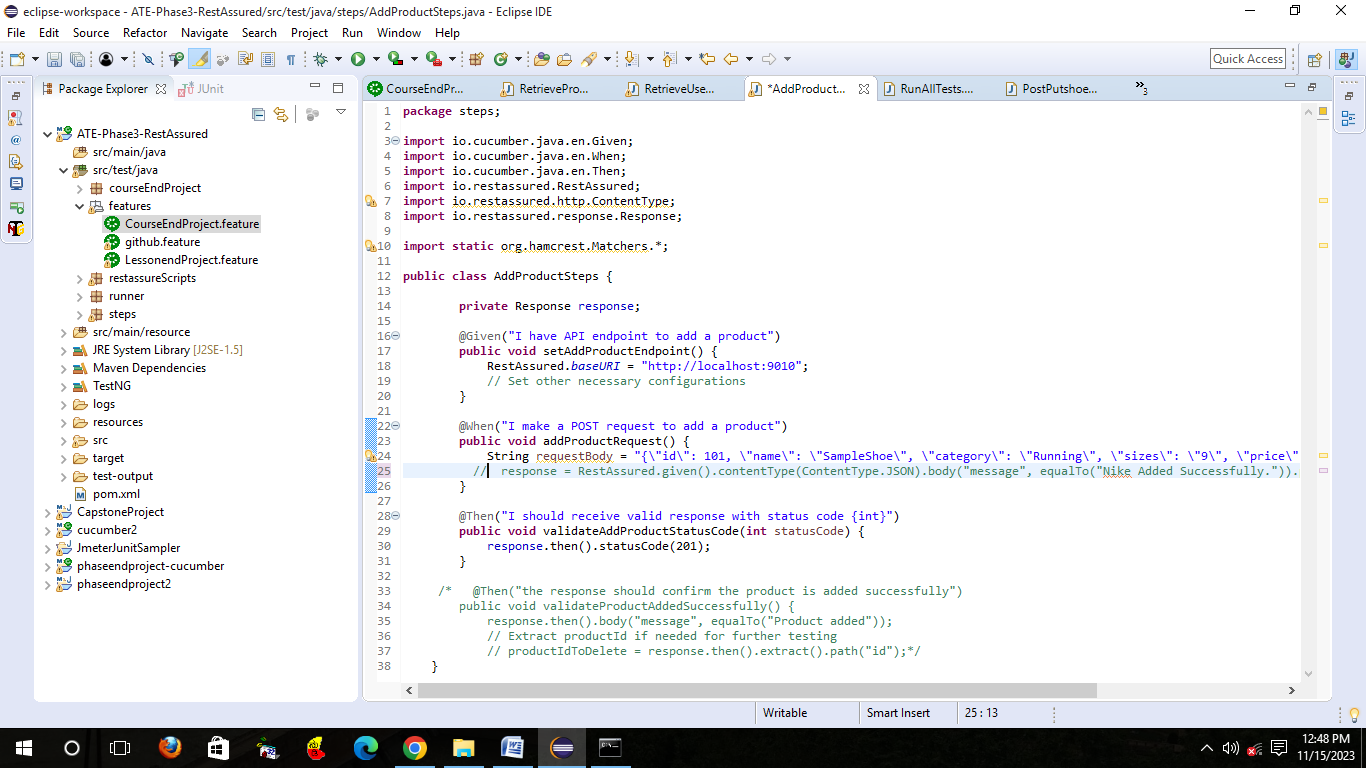 eclipse-workspace - ATE-Phase3-RestAssured/src/test/java/steps/AddProductSteps.java - Eclipse IDE
File Edit Source Refactor Navigate Search Project Run Window Help
Quick Access
Package Explorer JUnit
CourseEndPr... RetrievePro... RetrieveUse... *AddProduct... RunAllTests.... PostPutshoe... »3
ATE-Phase3-RestAssured
src/main/java
src/test/java
courseEndProject
features
CourseEndProject.feature
github.feature
LessonendProject.feature
restassureScripts
runner
steps
src/main/resource
JRE System Library [J2SE-1.5]
Maven Dependencies
TestNG
logs
resources
src
target
test-output
pom.xml
CapstoneProject
cucumber2
JmeterJunitSampler
phaseendproject-cucumber
phaseendproject2
1 package steps;
2
3 import io.cucumber.java.en.Given;
4 import io.cucumber.java.en.When;
5 import io.cucumber.java.en.Then;
6 import io.restassured.RestAssured;
7 import io.restassured.http.ContentType;
8 import io.restassured.response.Response;
9
10 import static org.hamcrest.Matchers.*;
11
12 public class AddProductSteps {
13
14 private Response response;
15
16 @Given("I have API endpoint to add a product")
17 public void setAddProductEndpoint() {
18 RestAssured.baseURI = "http://localhost:9010";
19 // Set other necessary configurations
20 }
21
22 @When("I make a POST request to add a product")
23 public void addProductRequest() {
24 String requestBody = "{\"id\": 101, \"name\": \"SampleShoe\", \"category\": \"Running\", \"sizes\": \"9\", \"price\"
25 // response = RestAssured.given().contentType(ContentType.JSON).body("message", equalTo("Nike Added Successfully.")).
26 }
27
28 @Then("I should receive valid response with status code {int}")
29 public void validateAddProductStatusCode(int statusCode) {
30 response.then().statusCode(201);
31 }
32
33 /* @Then("the response should confirm the product is added successfully")
34 public void validateProductAddedSuccessfully() {
35 response.then().body("message", equalTo("Product added"));
36 // Extract productId if needed for further testing
37 // productIdToDelete = response.then().extract().path("id");*/
38 }
Writable Smart Insert 25 : 13
12:48 PM
11/15/2023